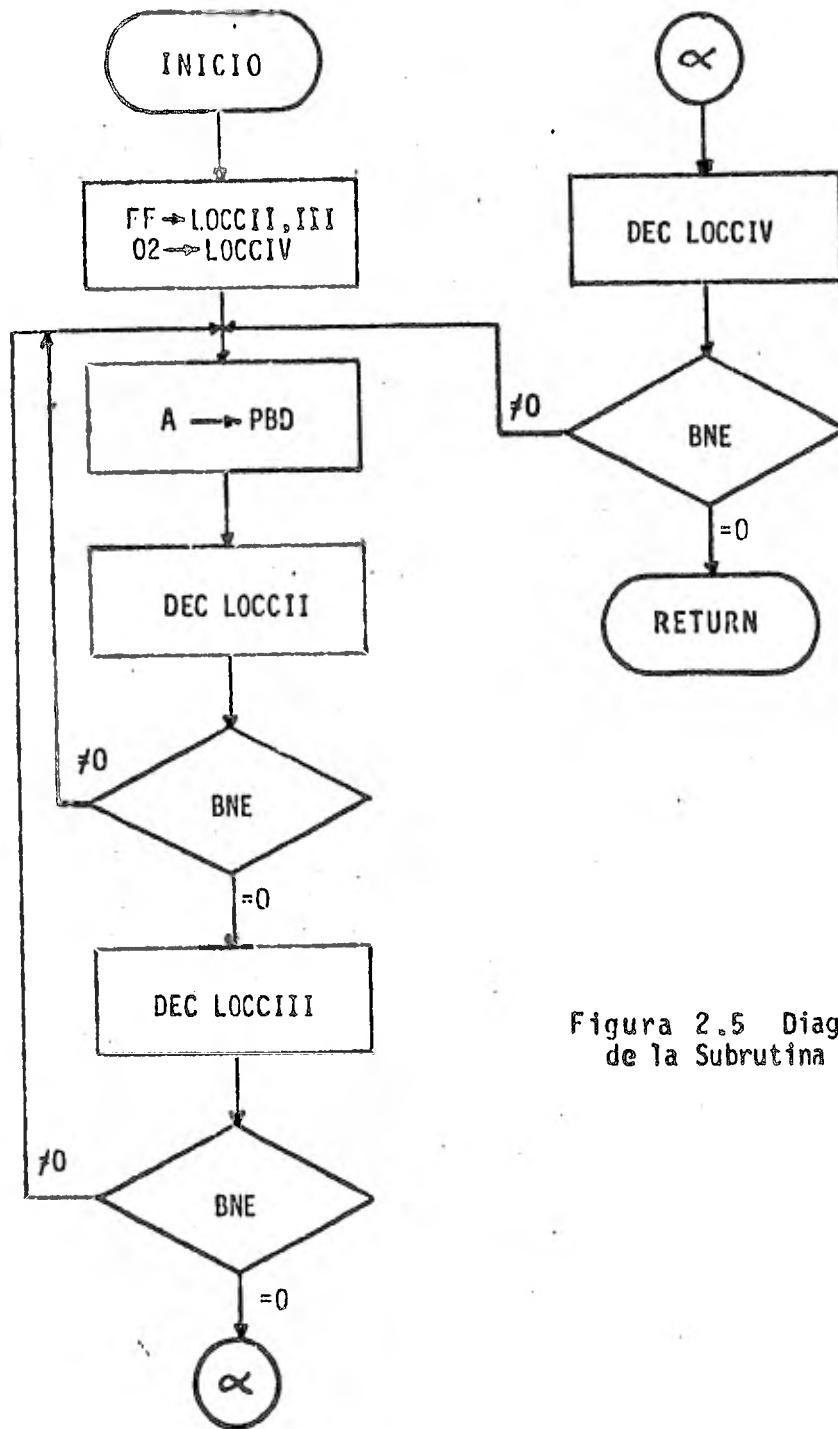 INICIO
FF → LOCCII, III
02 → LOCCIV
A → PBD
DEC LOCCII
≠0
BNE
=0
DEC LOCCIII
≠0
BNE
=0
∝
∝
DEC LOCCIV
≠0
BNE
=0
RETURN
Figura 2.5 Diag
de la Subrutina